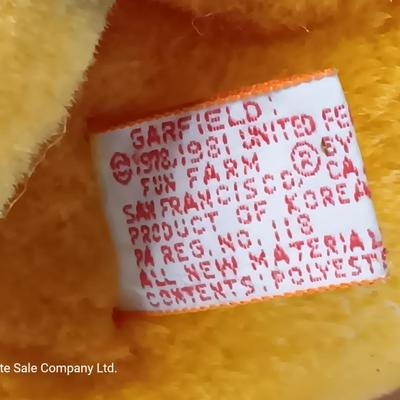 GARFIELD
© 1978, 1981 UNITED FE
FUN FARM ® BY
SAN FRANCISCO, CA.
PRODUCT OF KOREA
PA REG. NO. 118
ALL NEW MATERIAL
CONTENTS: POLYEST
te Sale Company Ltd.